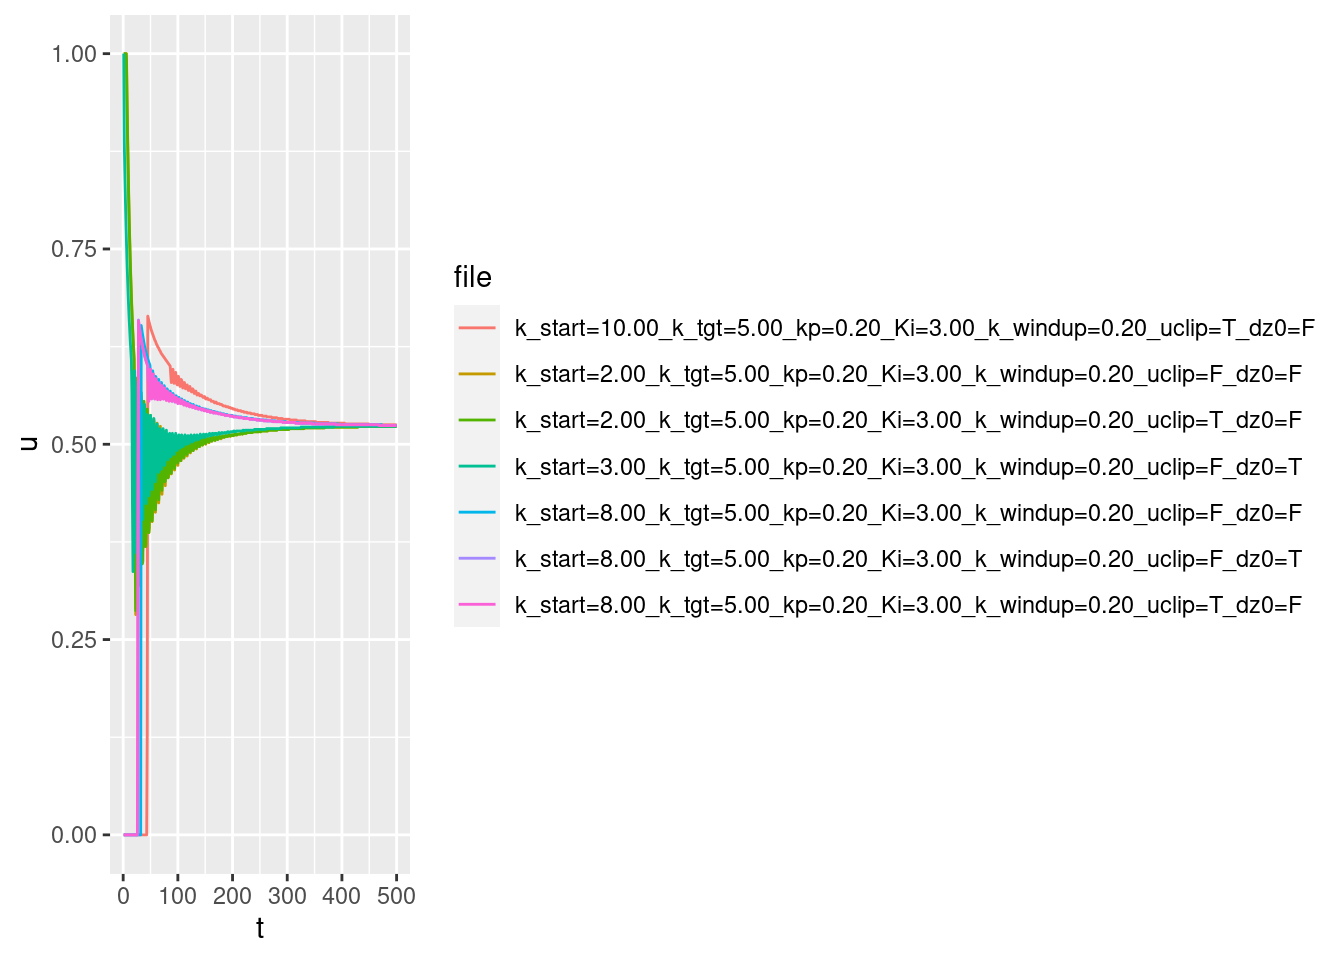 1.00
0.75
0.50
0.25
0.00
u
0 100 200 300 400 500
t
file
k_start=10.00_k_tgt=5.00_kp=0.20_Ki=3.00_k_windup=0.20_uclip=T_dz0=F
k_start=2.00_k_tgt=5.00_kp=0.20_Ki=3.00_k_windup=0.20_uclip=F_dz0=F
k_start=2.00_k_tgt=5.00_kp=0.20_Ki=3.00_k_windup=0.20_uclip=T_dz0=F
k_start=3.00_k_tgt=5.00_kp=0.20_Ki=3.00_k_windup=0.20_uclip=F_dz0=T
k_start=8.00_k_tgt=5.00_kp=0.20_Ki=3.00_k_windup=0.20_uclip=F_dz0=F
k_start=8.00_k_tgt=5.00_kp=0.20_Ki=3.00_k_windup=0.20_uclip=F_dz0=T
k_start=8.00_k_tgt=5.00_kp=0.20_Ki=3.00_k_windup=0.20_uclip=T_dz0=F